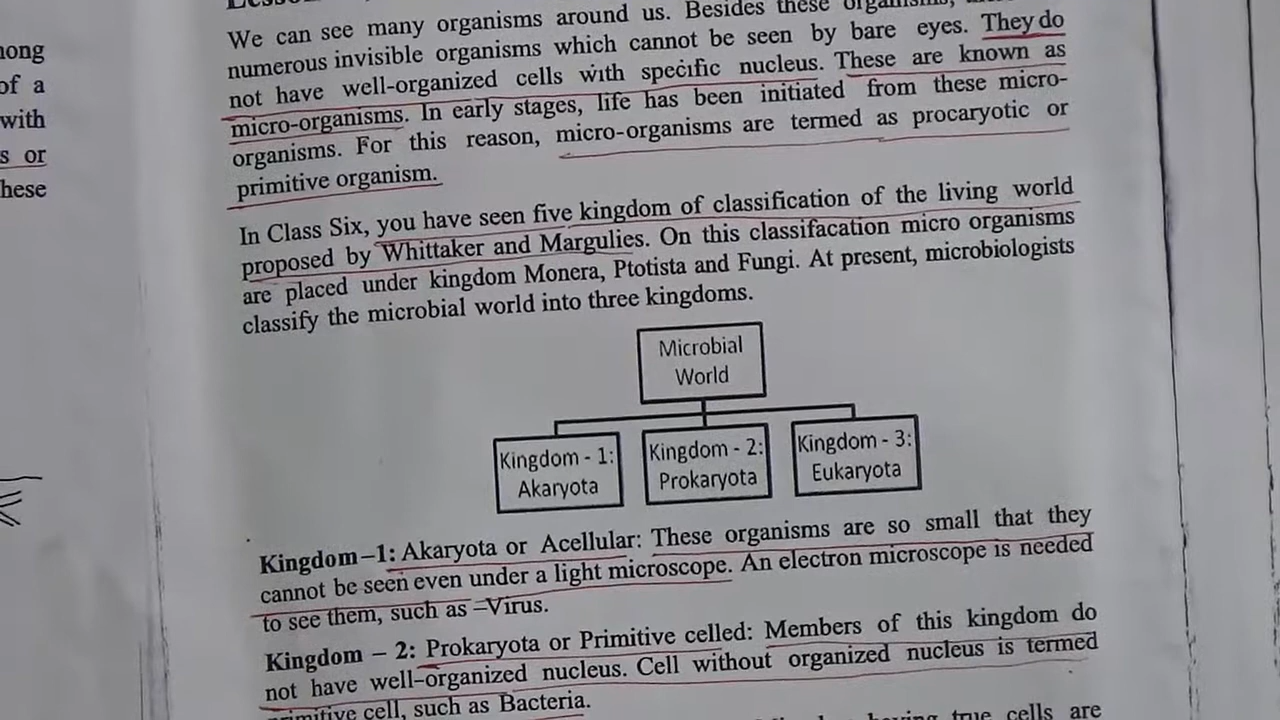 We can see many organisms around us. Besides these
numerous invisible organisms which cannot be seen by bare eyes. They do
not have well-organized cells with specific nucleus. These are known as
micro-organisms. In early stages, life has been initiated from these micro-
organisms. For this reason, micro-organisms are termed as procaryotic or
primitive organism.
In Class Six, you have seen five kingdom of classification of the living world
proposed by Whittaker and Margulies. On this classifacation micro organisms
are placed under kingdom Monera, Ptotista and Fungi. At present, microbiologists
classify the microbial world into three kingdoms.
Microbial
World
Kingdom - 1:
Akaryota
Kingdom - 2:
Prokaryota
Kingdom - 3:
Eukaryota
Kingdom–1: Akaryota or Acellular: These organisms are so small that they
cannot be seen even under a light microscope. An electron microscope is needed
to see them, such as –Virus.
Kingdom – 2: Prokaryota or Primitive celled: Members of this kingdom do
not have well-organized nucleus. Cell without organized nucleus is termed
primitive cell, such as Bacteria.
having true cells are
of a
with
s or